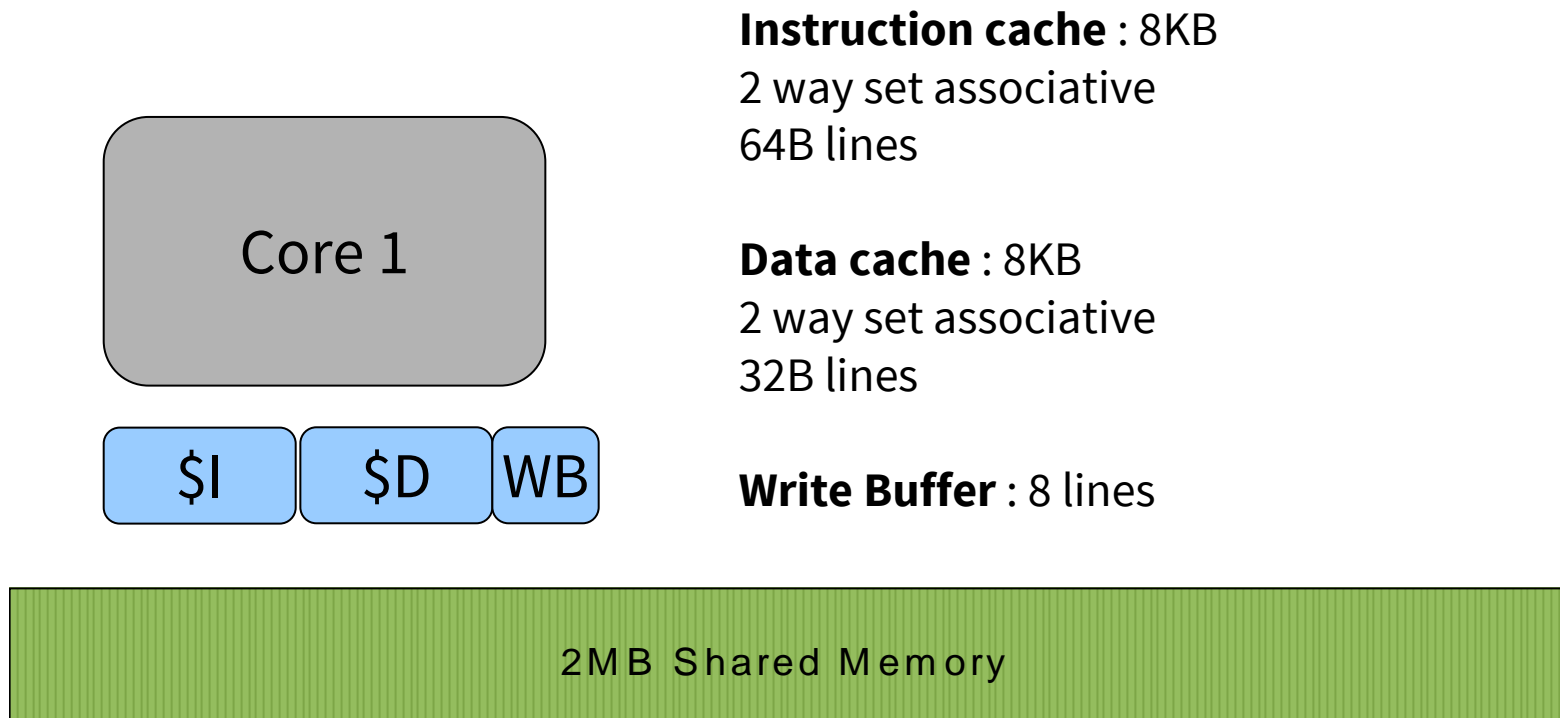 Instruction cache : 8KB
2 way set associative
64B lines
Core 1
Data cache : 8KB
2 way set associative
32B lines
$I
$D
WB
Write Buffer : 8 lines
2MB Shared Memory